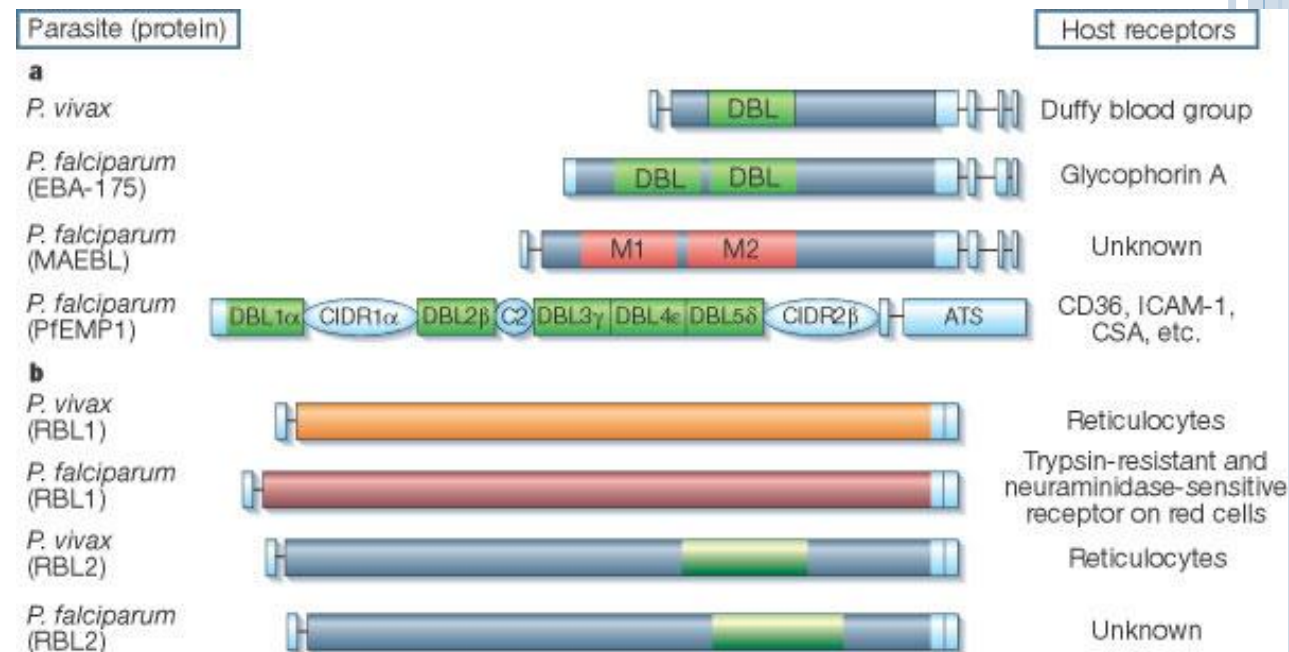 Parasite (protein)
Host receptors
a
P. vivax
DBL
Duffy blood group
P. falciparum
(EBA-175)
DBL
DBL
Glycophorin A
P. falciparum
(MAEBL)
M1
M2
Unknown
P. falciparum
(PfEMP1)
DBL1α
CIDR1α
DBL2β
C2
DBL3γ
DBL4ε
DBL5δ
CIDR2β
ATS
CD36, ICAM-1,
CSA, etc.
b
P. vivax
(RBL1)
Reticulocytes
P. falciparum
(RBL1)
Trypsin-resistant and
neuraminidase-sensitive
receptor on red cells
P. vivax
(RBL2)
Reticulocytes
P. falciparum
(RBL2)
Unknown